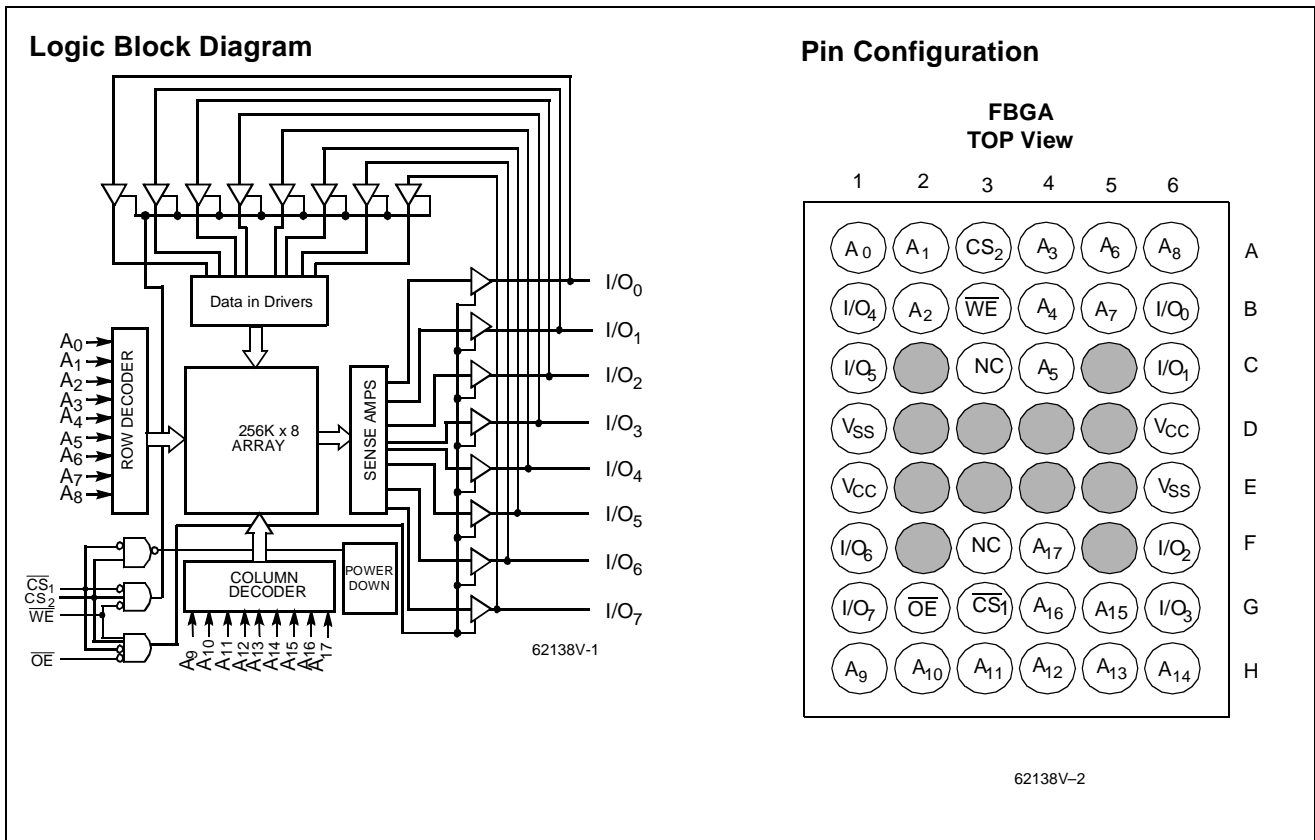 Logic Block Diagram
Data in Drivers
A0
A1
A2
A3
A4
A5
A6
A7
A8
ROW DECODER
256K x 8
ARRAY
SENSE AMPS
I/O0
I/O1
I/O2
I/O3
I/O4
I/O5
I/O6
I/O7
COLUMN
DECODER
POWER
DOWN
CS1
CS2
WE
OE
A9
A10
A11
A12
A13
A14
A15
A16
A17
62138V-1
Pin Configuration
FBGA
TOP View
1 2 3 4 5 6
A0 A1 CS2 A3 A6 A8 A
I/O4 A2 WE A4 A7 I/O0 B
I/O5 NC A5 I/O1 C
VSS VCC D
VCC VSS E
I/O6 NC A17 I/O2 F
I/O7 OE CS1 A16 A15 I/O3 G
A9 A10 A11 A12 A13 A14 H
62138V–2